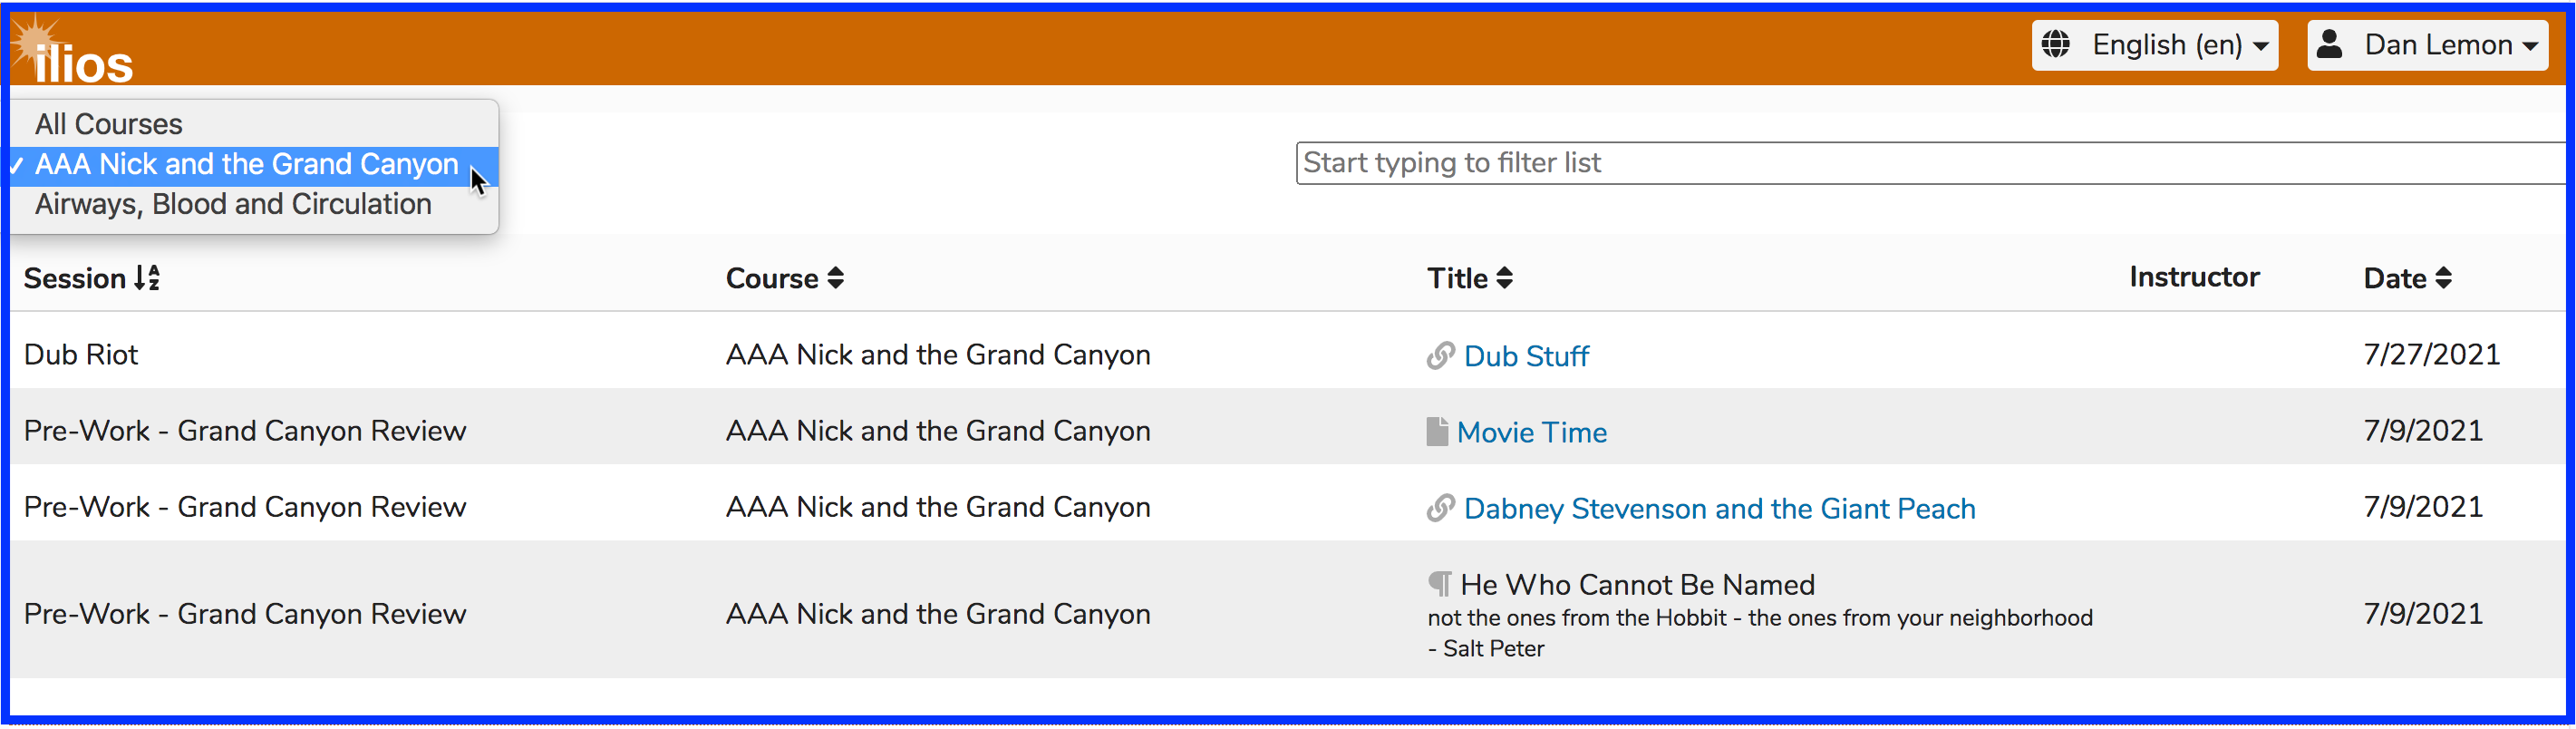 ilios
English (en)
Dan Lemon
All Courses
AAA Nick and the Grand Canyon
Airways, Blood and Circulation
Start typing to filter list
Session Course Title Instructor Date
Dub Riot AAA Nick and the Grand Canyon Dub Stuff 7/27/2021
Pre-Work - Grand Canyon Review AAA Nick and the Grand Canyon Movie Time 7/9/2021
Pre-Work - Grand Canyon Review AAA Nick and the Grand Canyon Dabney Stevenson and the Giant Peach 7/9/2021
Pre-Work - Grand Canyon Review AAA Nick and the Grand Canyon He Who Cannot Be Named 7/9/2021
not the ones from the Hobbit - the ones from your neighborhood
- Salt Peter